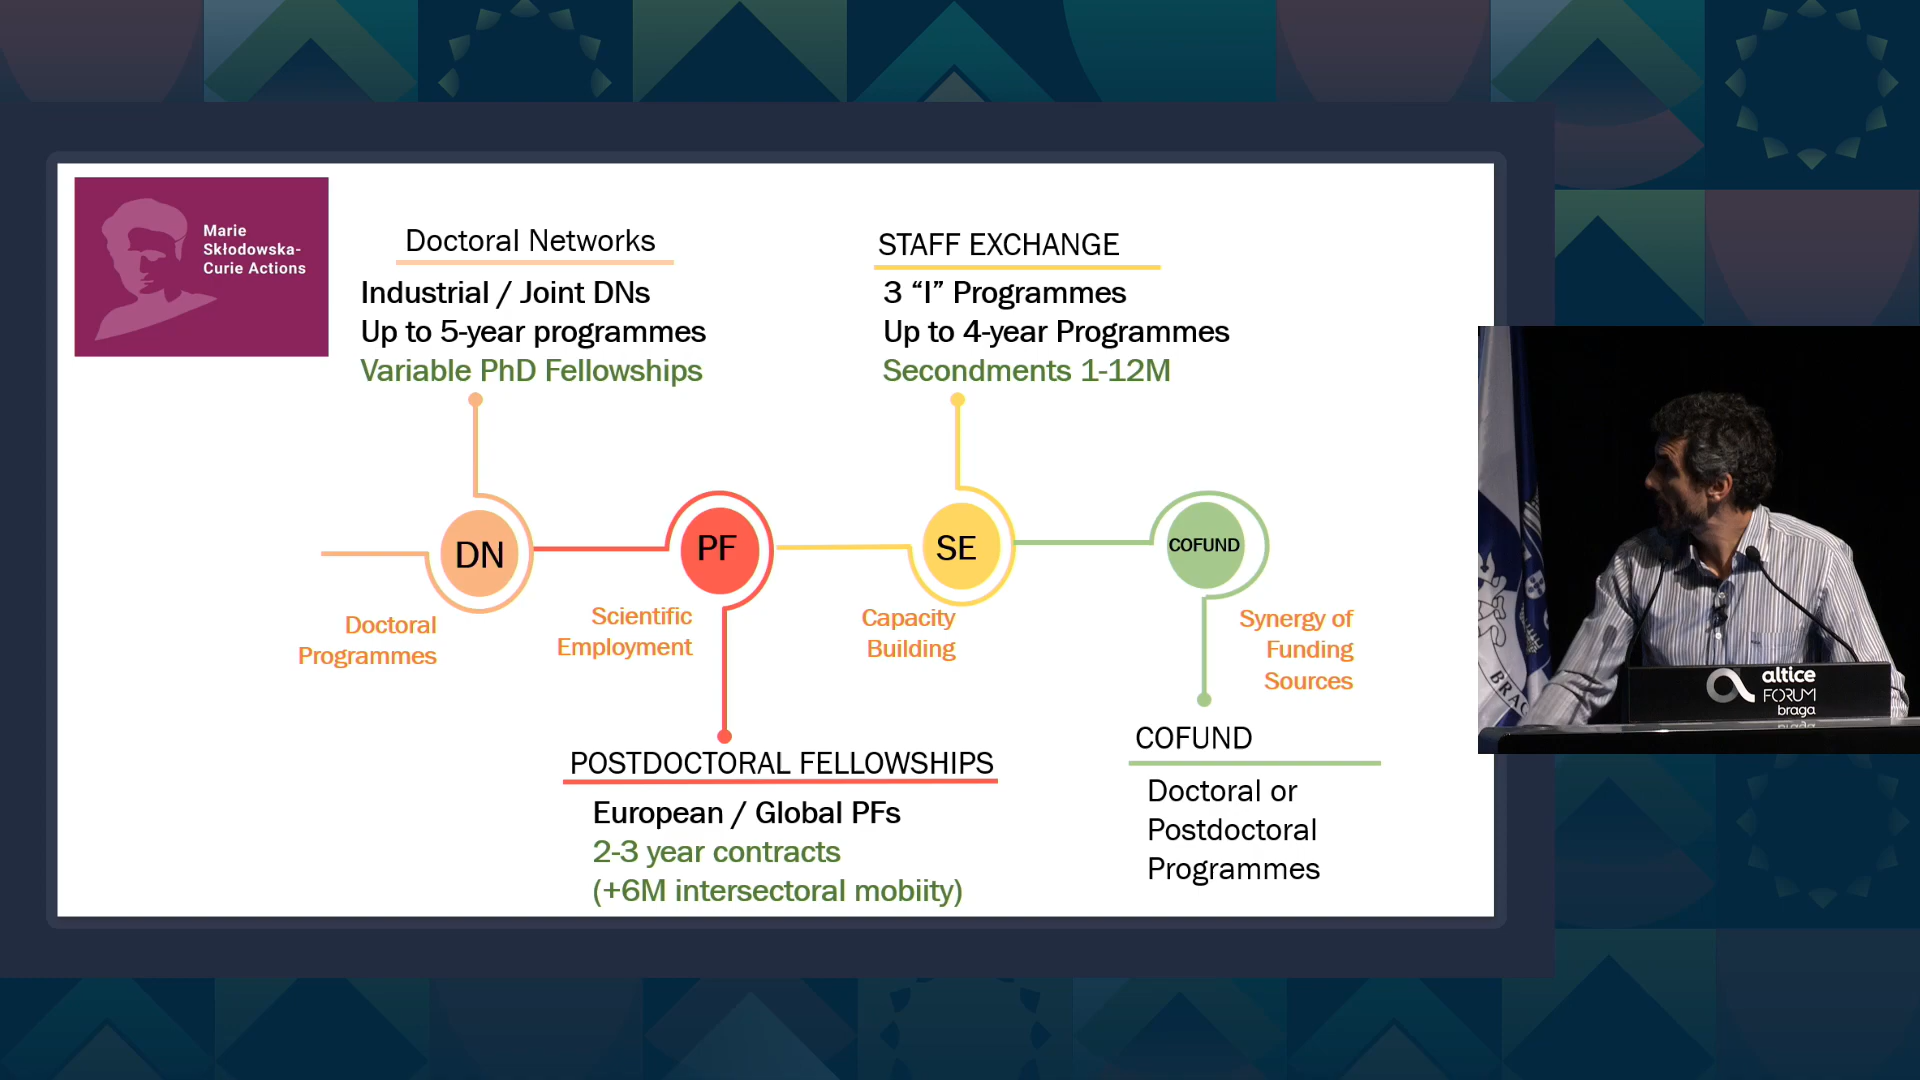 Marie
Skłodowska-
Curie Actions
Doctoral Networks
Industrial / Joint DNs
Up to 5-year programmes
Variable PhD Fellowships
STAFF EXCHANGE
3 “I” Programmes
Up to 4-year Programmes
Secondments 1-12M
DN
PF
SE
COFUND
Doctoral
Programmes
Scientific
Employment
Capacity
Building
Synergy of
Funding
Sources
POSTDOCTORAL FELLOWSHIPS
European / Global PFs
2-3 year contracts
(+6M intersectoral mobiity)
COFUND
Doctoral or
Postdoctoral
Programmes
altice
FORUM
braga